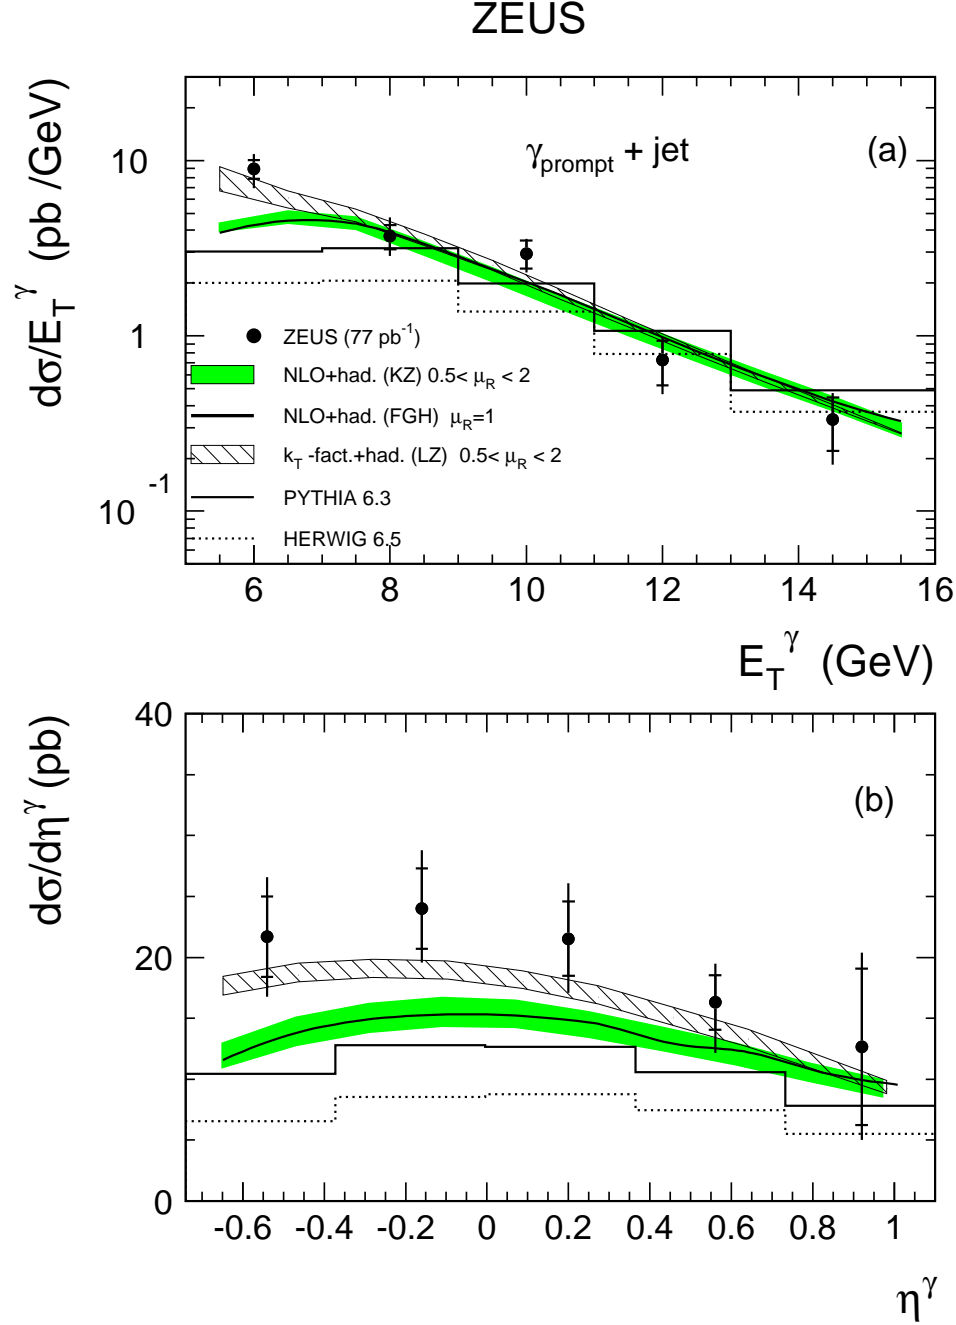 ZEUS
dσ/E_T^γ (pb /GeV)
γ_prompt + jet
(a)
10
1
10^-1
ZEUS (77 pb^-1)
NLO+had. (KZ) 0.5< μ_R < 2
NLO+had. (FGH) μ_R=1
k_T -fact.+had. (LZ) 0.5< μ_R < 2
PYTHIA 6.3
HERWIG 6.5
6 8 10 12 14 16
E_T^γ (GeV)
dσ/dη^γ (pb)
(b)
40
20
0
-0.6 -0.4 -0.2 0 0.2 0.4 0.6 0.8 1
η^γ